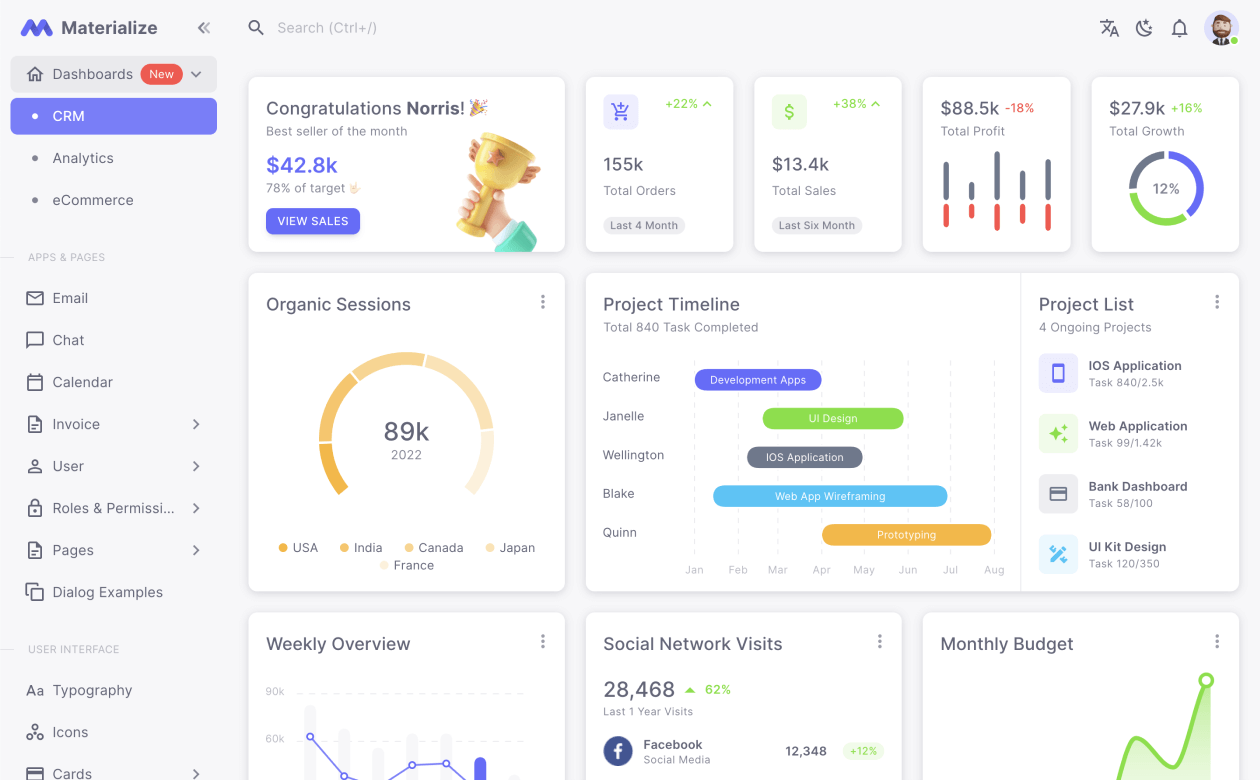 Materialize
Search (Ctrl+/)
Dashboards New
CRM
Analytics
eCommerce
APPS & PAGES
Email
Chat
Calendar
Invoice
User
Roles & Permissi...
Pages
Dialog Examples
USER INTERFACE
Aa Typography
Icons
Cards
Congratulations Norris! 🎉
Best seller of the month
$42.8k
78% of target 🤟🏻
VIEW SALES
+22%
155k
Total Orders
Last 4 Month
$
+38%
$13.4k
Total Sales
Last Six Month
$88.5k -18%
Total Profit
$27.9k +16%
Total Growth
12%
Organic Sessions
89k
2022
USA India Canada Japan
France
Project Timeline
Total 840 Task Completed
Catherine Development Apps
Janelle UI Design
Wellington IOS Application
Blake Web App Wireframing
Quinn Prototyping
Jan Feb Mar Apr May Jun Jul Aug
Project List
4 Ongoing Projects
IOS Application
Task 840/2.5k
Web Application
Task 99/1.42k
Bank Dashboard
Task 58/100
UI Kit Design
Task 120/350
Weekly Overview
90k
60k
Social Network Visits
28,468 62%
Last 1 Year Visits
Facebook 12,348 +12%
Social Media
Monthly Budget